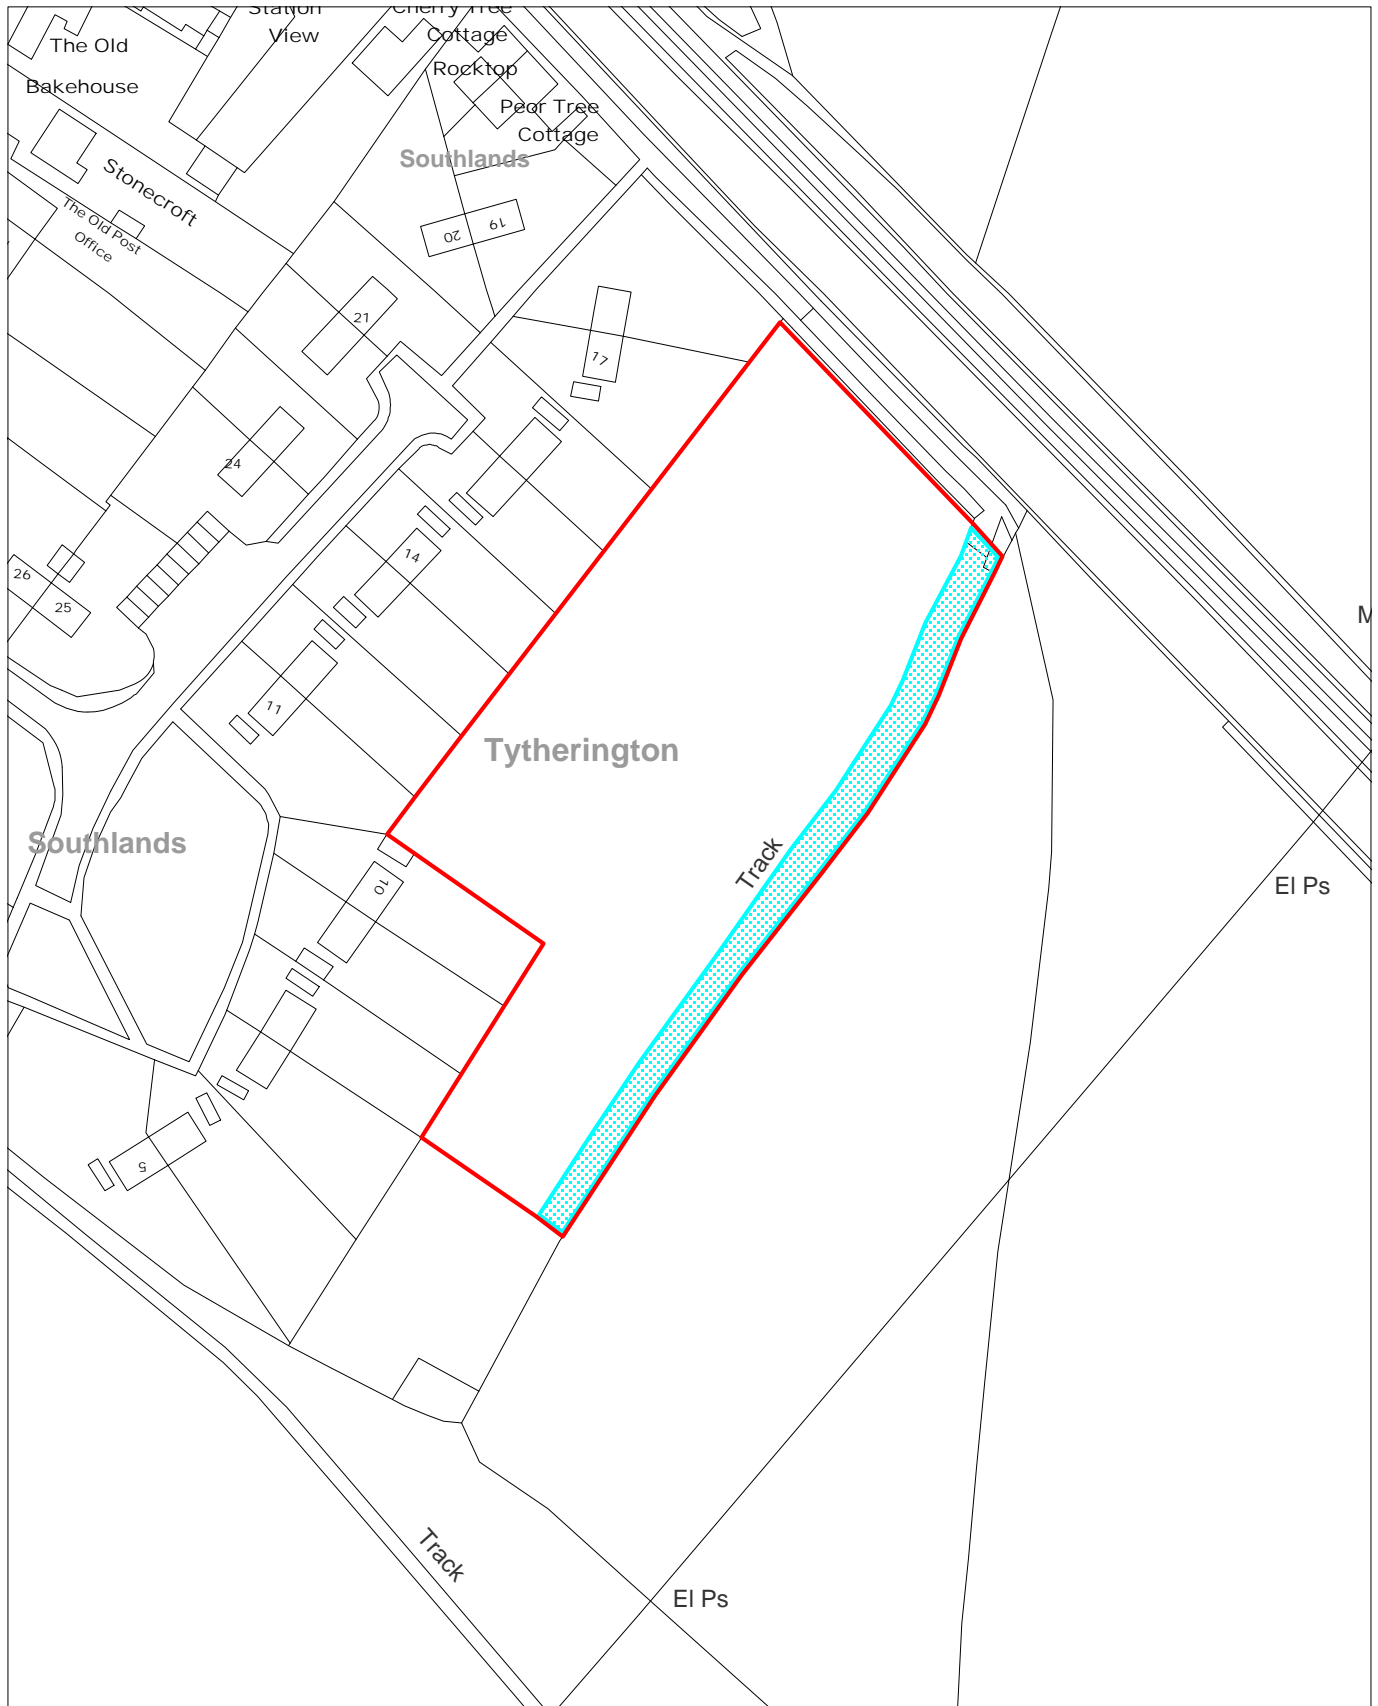 Station
View
Cherry Tree
Cottage
The Old
Bakehouse
Rocktop
Pear Tree
Cottage
Southlands
Stonecroft
The Old Post
Office
20
19
21
17
24
14
26
25
11
M
Tytherington
Southlands
Track
10
El Ps
5
Track
El Ps